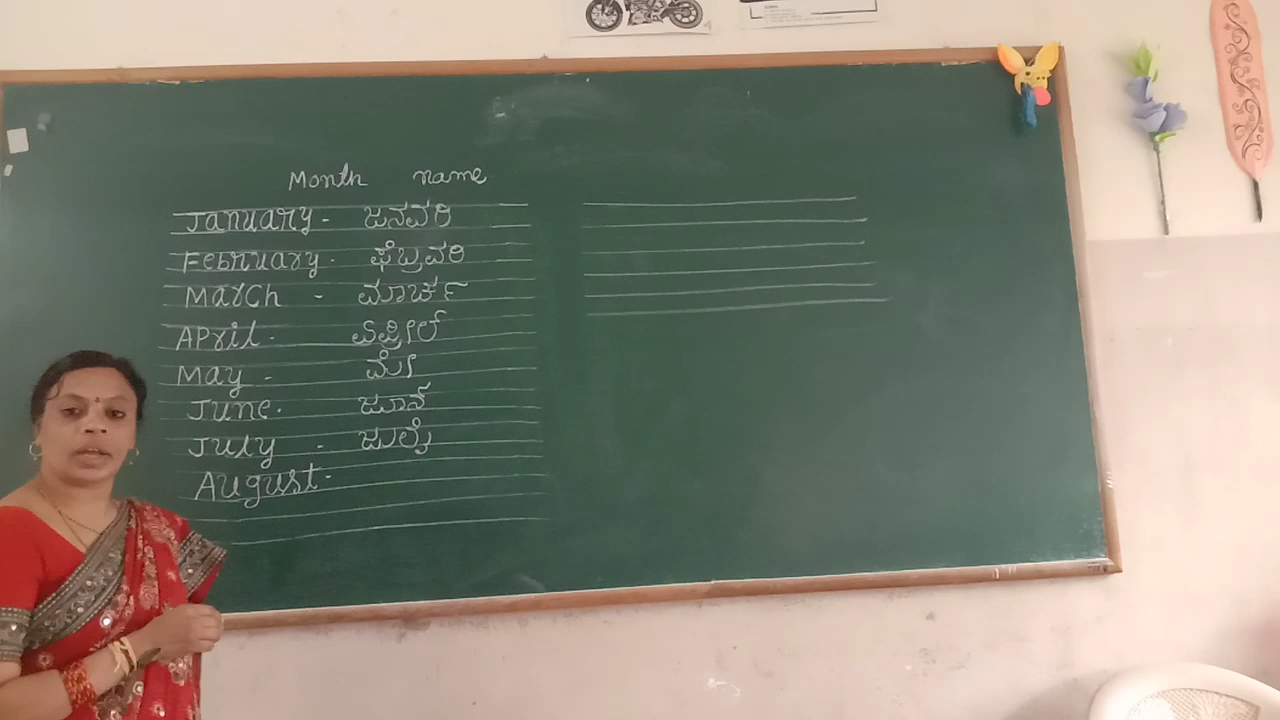 Month name
January - ಜನವರಿ
February - ಫೆಬ್ರವರಿ
March - ಮಾರ್ಚ್
April - ಏಪ್ರೀಲ್
May - ಮೇ
June - ಜೂನ್
July - ಜುಲೈ
August -